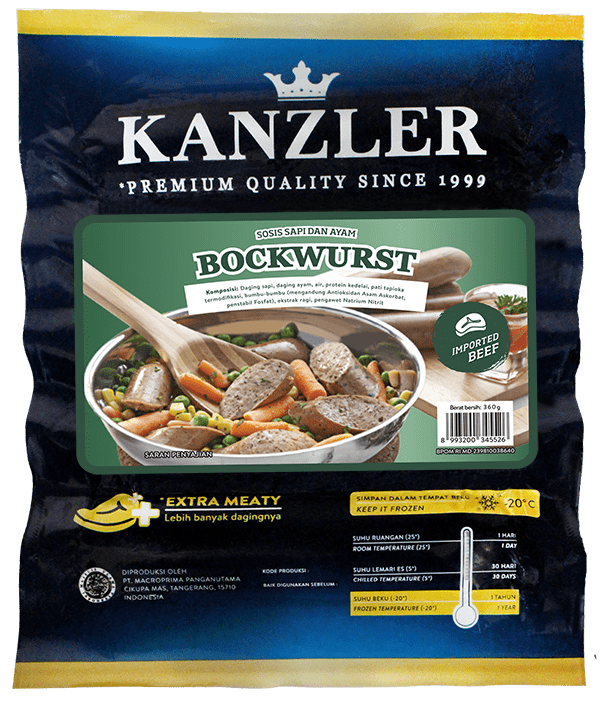 KANZLER
*PREMIUM QUALITY SINCE 1999
SOSIS SAPI DAN AYAM
BOCKWURST
Komposisi: Daging sapi, daging ayam, air, protein kedelai, pati tapioka
termodifikasi, bumbu-bumbu (mengandung Antioksidan Asam Askorbat,
penstabil Fosfat), ekstrak ragi, pengawet Natrium Nitrit
IMPORTED
BEEF
Berat bersih: 360g
8 993200 345526
BPOM RI MD 239810038640
SARAN PENYAJIAN
*EXTRA MEATY
Lebih banyak dagingnya
SIMPAN DALAM TEMPAT BEKU
KEEP IT FROZEN
-20°C
SUHU RUANGAN (25°) 1 HARI
ROOM TEMPERATURE (25°) 1 DAY
SUHU LEMARI ES (5°) 30 HARI
CHILLED TEMPERATURE (5°) 30 DAYS
SUHU BEKU (-20°) 1 TAHUN
FROZEN TEMPERATURE (-20°) 1 YEAR
DIPRODUKSI OLEH
PT. MACROPRIMA PANGANUTAMA
CIKUPA MAS, TANGERANG, 15710
INDONESIA
KODE PRODUKSI :
BAIK DIGUNAKAN SEBELUM :